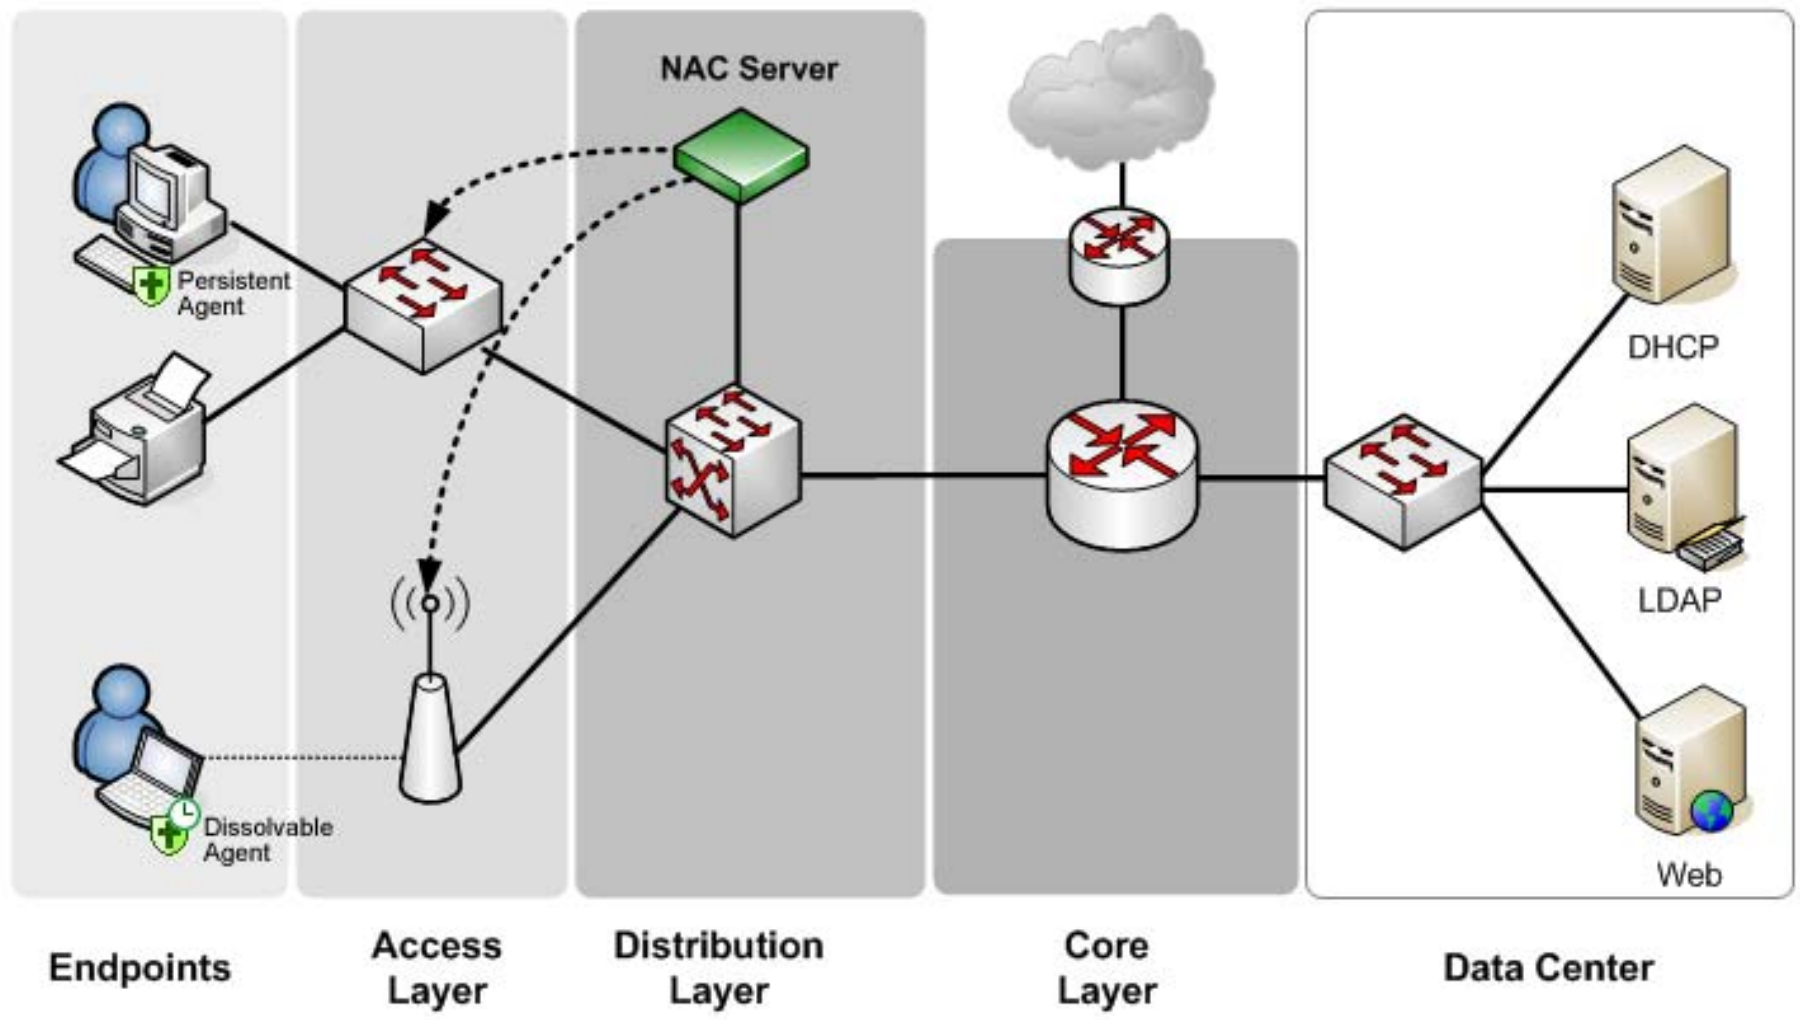 NAC Server
Persistent
Agent
DHCP
LDAP
Dissolvable
Agent
Web
Endpoints
Access
Layer
Distribution
Layer
Core
Layer
Data Center